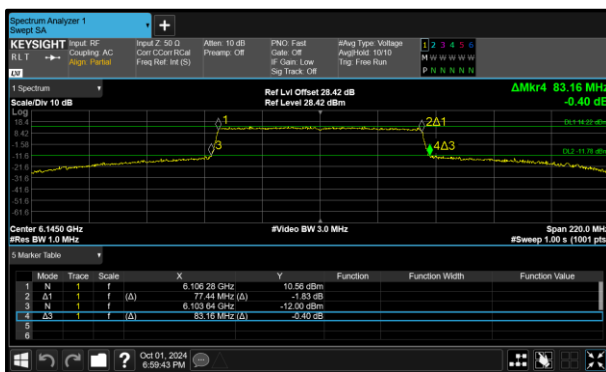 Spectrum Analyzer 1
Swept SA
KEYSIGHT Input: RF Input Z: 50 Ω Atten: 10 dB PNO: Fast #Avg Type: Voltage 1 2 3 4 5 6
RLT Coupling: AC Corr CCorr RCal Preamp: Off Gate: Off Avg|Hold: 10/10 M W W W W W
Align: Partial Freq Ref: Int (S) IF Gain: Low Trig: Free Run P N N N N N
Sig Track: Off
LXI
1 Spectrum Ref Lvl Offset 28.42 dB ΔMkr4 83.16 MHz
Scale/Div 10 dB Ref Level 28.42 dBm -0.40 dB
Log
18.4 1 2Δ1 DL1 14.22 dBm
8.42
-1.58 3 4Δ3 DL2 -11.78 dBm
-11.6
-21.6
-31.6
-41.6
-51.6
-61.6
Center 6.1450 GHz #Video BW 3.0 MHz Span 220.0 MHz
#Res BW 1.0 MHz #Sweep 1.00 s (1001 pts)
5 Marker Table
Mode Trace Scale X Y Function Function Width Function Value
1 N 1 f 6.106 28 GHz 10.56 dBm
2 Δ1 1 f (Δ) 77.44 MHz (Δ) -1.83 dB
3 N 1 f 6.103 64 GHz -12.00 dBm
4 Δ3 1 f (Δ) 83.16 MHz (Δ) -0.40 dB
5
6
? Oct 01, 2024
6:59:43 PM